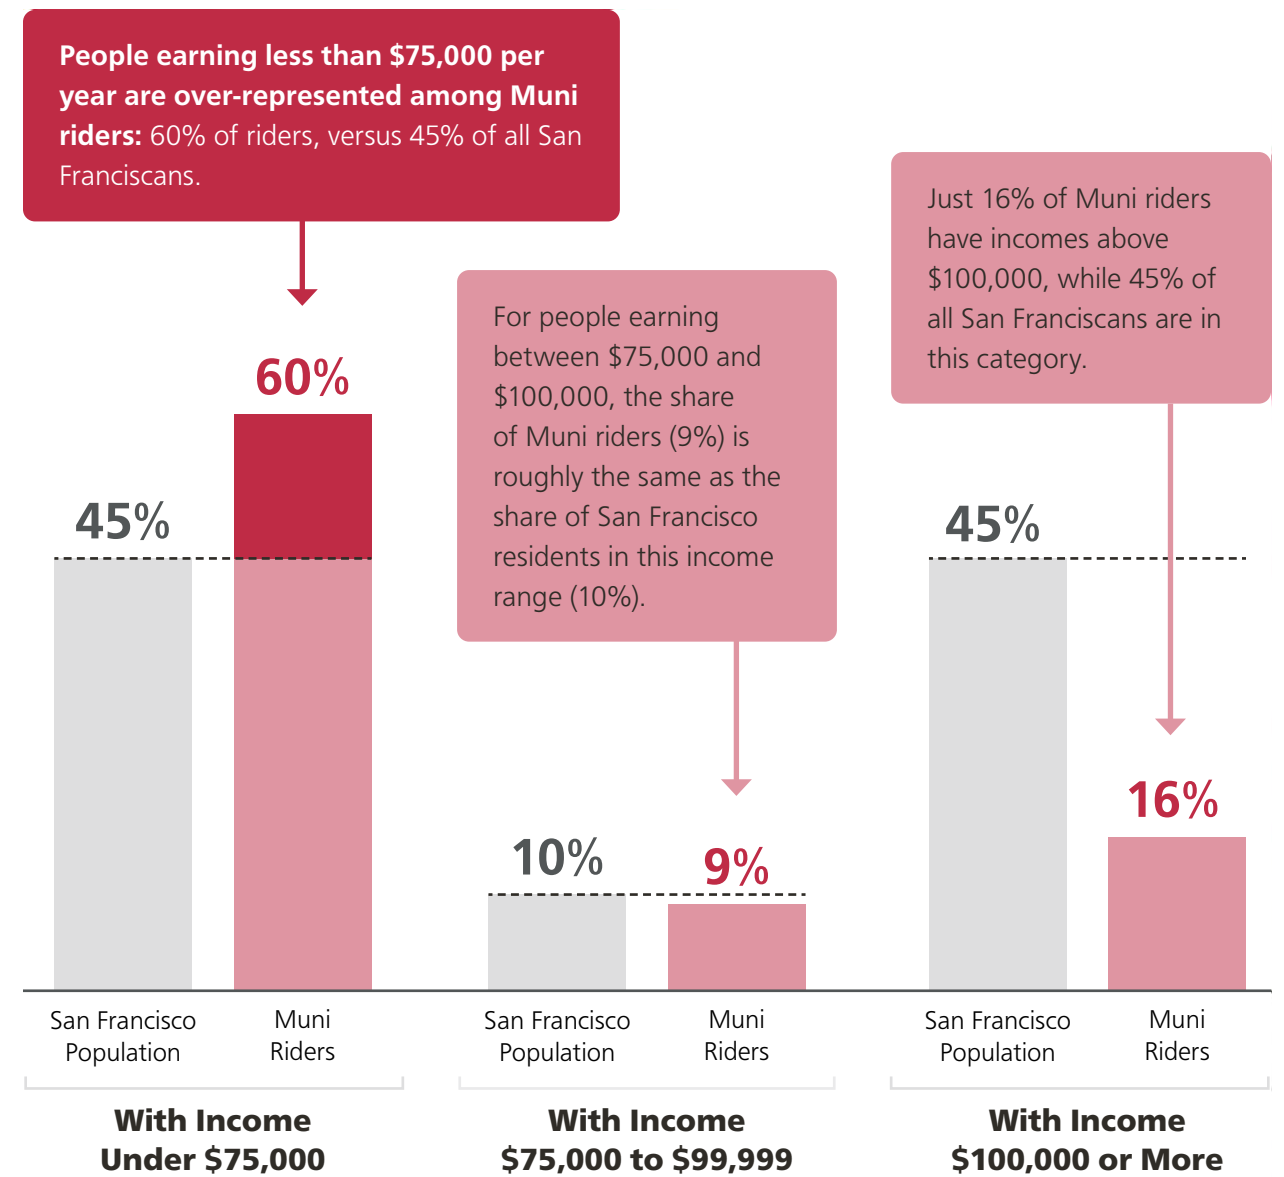 People earning less than $75,000 per
year are over-represented among Muni
riders: 60% of riders, versus 45% of all San
Franciscans.
Just 16% of Muni riders
have incomes above
$100,000, while 45% of
all San Franciscans are in
this category.
For people earning
between $75,000 and
$100,000, the share
of Muni riders (9%) is
roughly the same as the
share of San Francisco
residents in this income
range (10%).
60%
45%
45%
16%
10%
9%
San Francisco
Population
Muni
Riders
San Francisco
Population
Muni
Riders
San Francisco
Population
Muni
Riders
With Income
Under $75,000
With Income
$75,000 to $99,999
With Income
$100,000 or More